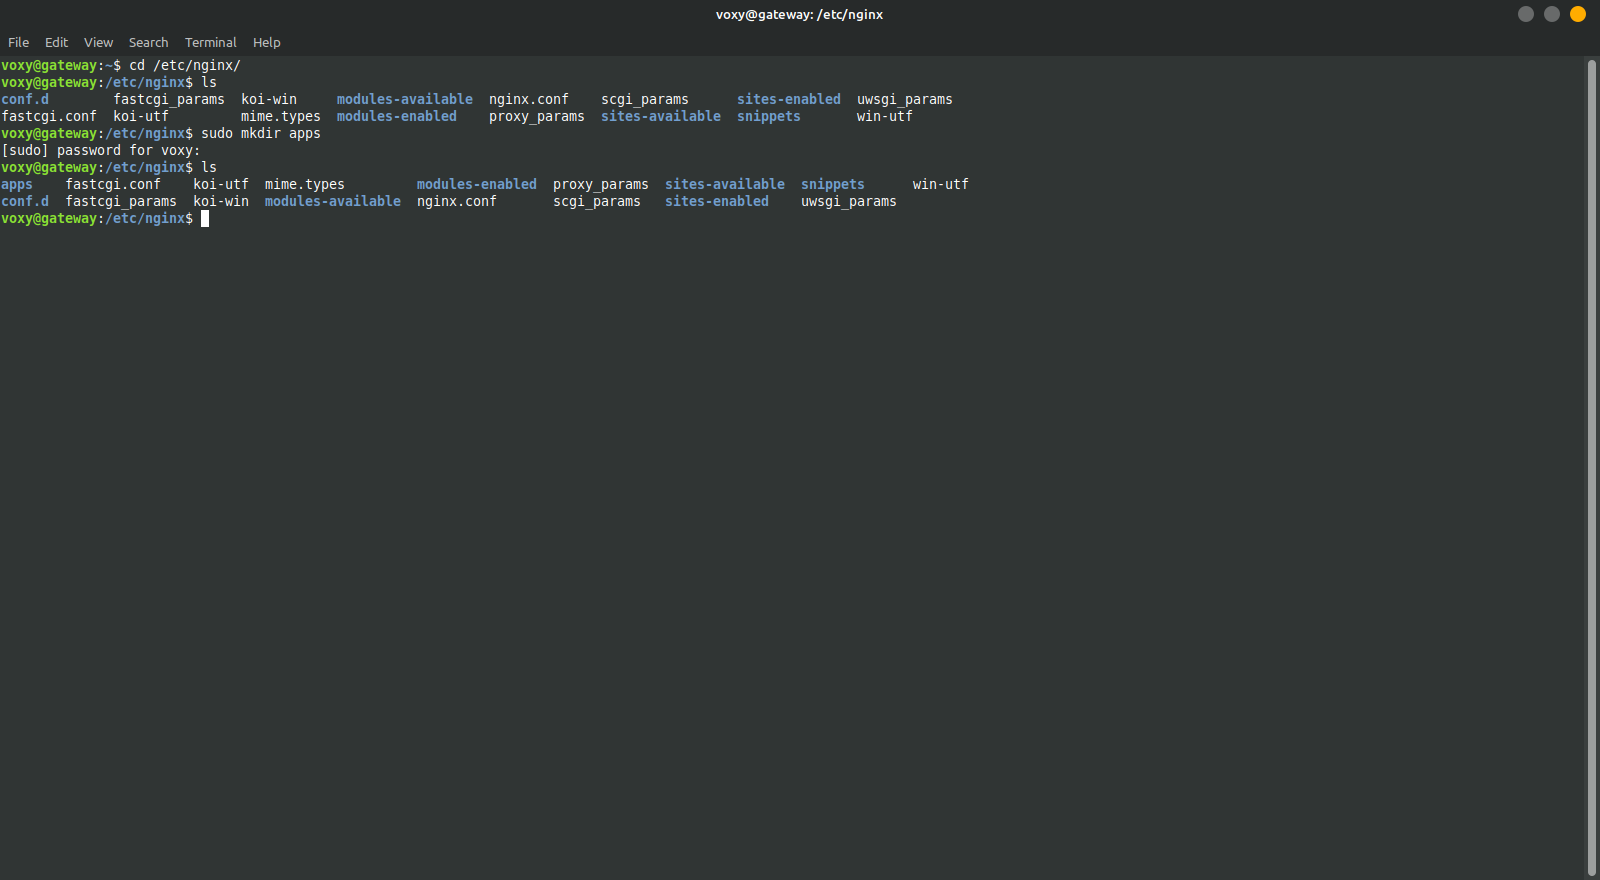 voxy@gateway: /etc/nginx
File Edit View Search Terminal Help
voxy@gateway:~$ cd /etc/nginx/
voxy@gateway:/etc/nginx$ ls
conf.d        fastcgi_params  koi-win     modules-available  nginx.conf    scgi_params      sites-enabled  uwsgi_params
fastcgi.conf  koi-utf         mime.types  modules-enabled    proxy_params  sites-available  snippets       win-utf
voxy@gateway:/etc/nginx$ sudo mkdir apps
[sudo] password for voxy:
voxy@gateway:/etc/nginx$ ls
apps    fastcgi.conf    koi-utf  mime.types         modules-enabled  proxy_params  sites-available  snippets      win-utf
conf.d  fastcgi_params  koi-win  modules-available  nginx.conf       scgi_params   sites-enabled    uwsgi_params
voxy@gateway:/etc/nginx$